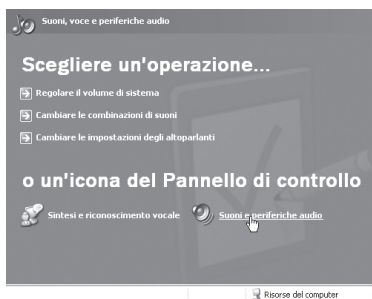 Suoni, voce e periferiche audio
Scegliere un'operazione...
Regolare il volume di sistema
Cambiare le combinazioni di suoni
Cambiare le impostazioni degli altoparlanti
o un'icona del Pannello di controllo
Sintesi e riconoscimento vocale
Suoni e periferiche audio
Risorse del computer